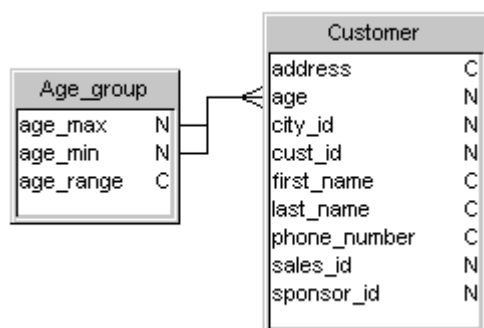 Age_group
age_max N
age_min N
age_range C
Customer
address C
age N
city_id N
cust_id N
first_name C
last_name C
phone_number C
sales_id N
sponsor_id N